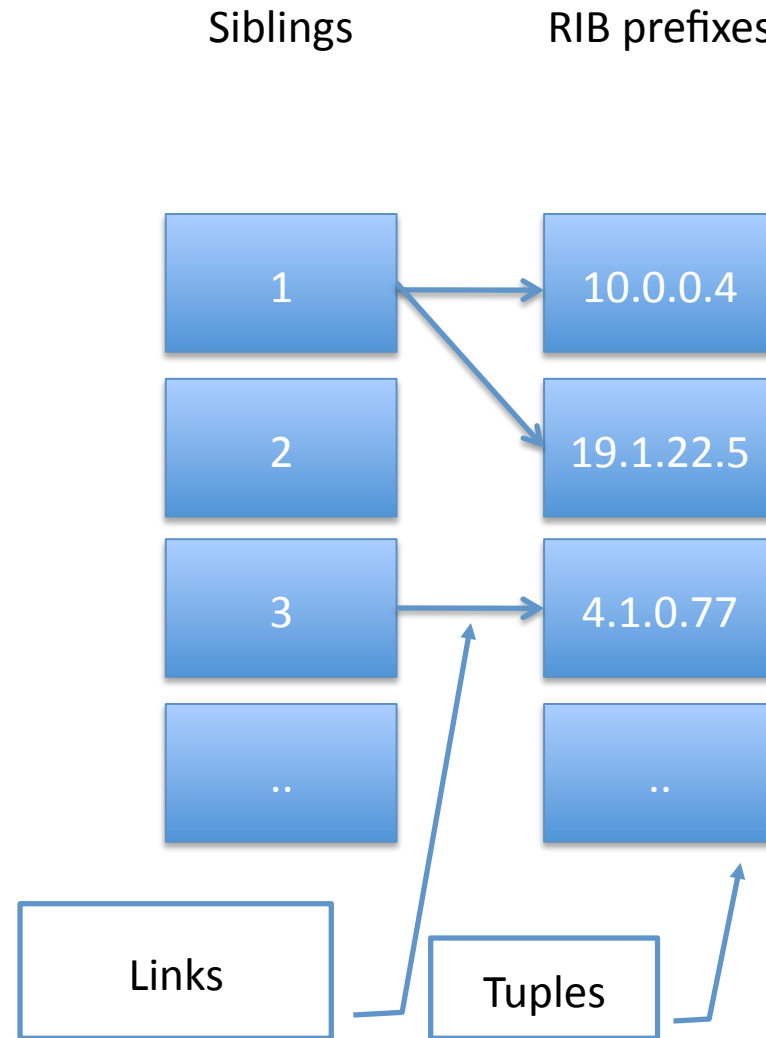 Siblings
RIB prefixes
1
10.0.0.4
2
19.1.22.5
3
4.1.0.77
..
..
Links
Tuples